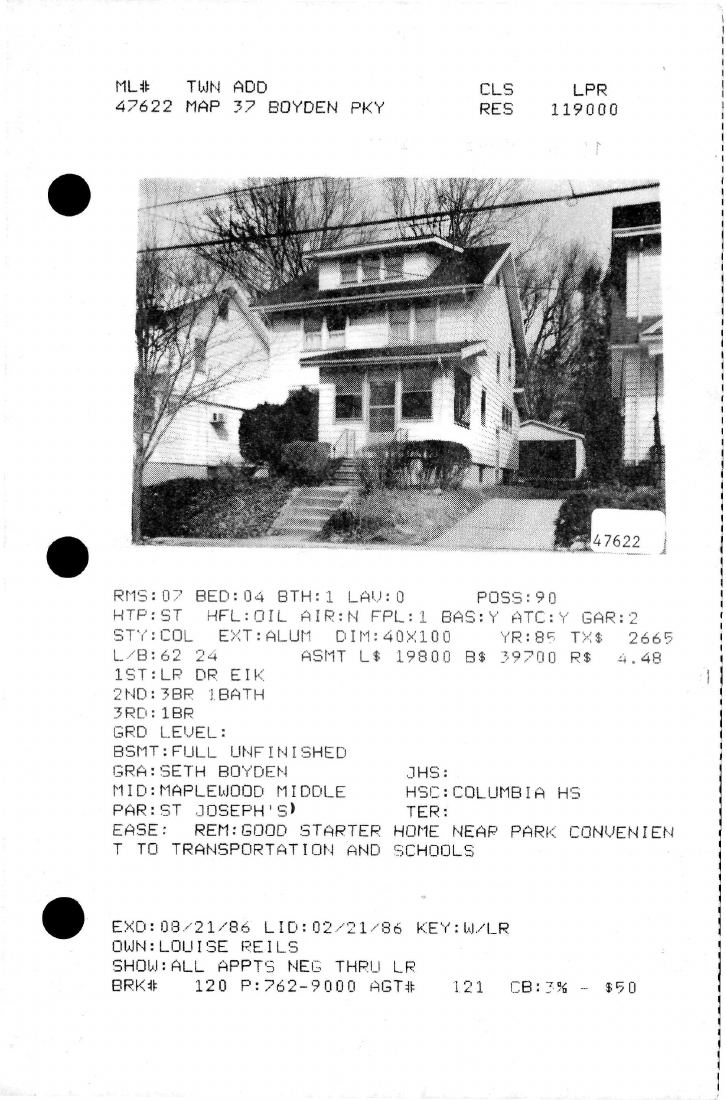 ML#   TWN ADD   CLS   LPR
47622 MAP 37 BOYDEN PKY   RES   119000
47622
RMS:07 BED:04 BTH:1 LAV:0   POSS:90
HTP:ST  HFL:OIL AIR:N FPL:1 BAS:Y ATC:Y GAR:2
STY:COL  EXT:ALUM  DIM:40X100   YR:85 TX$  2665
L/B:62 24   ASMT L$ 19800 B$ 39700 R$  4.48
1ST:LR DR EIK
2ND:3BR 1BATH
3RD:1BR
GRD LEVEL:
BSMT:FULL UNFINISHED
GRA:SETH BOYDEN   JHS:
MID:MAPLEWOOD MIDDLE   HSC:COLUMBIA HS
PAR:ST JOSEPH'S)   TER:
EASE:  REM:GOOD STARTER HOME NEAR PARK CONVENIEN
T TO TRANSPORTATION AND SCHOOLS
EXD:08/21/86 LID:02/21/86 KEY:W/LR
OWN:LOUISE REILS
SHOW:ALL APPTS NEG THRU LR
BRK#   120 P:762-9000 AGT#   121  CB:3% - $50